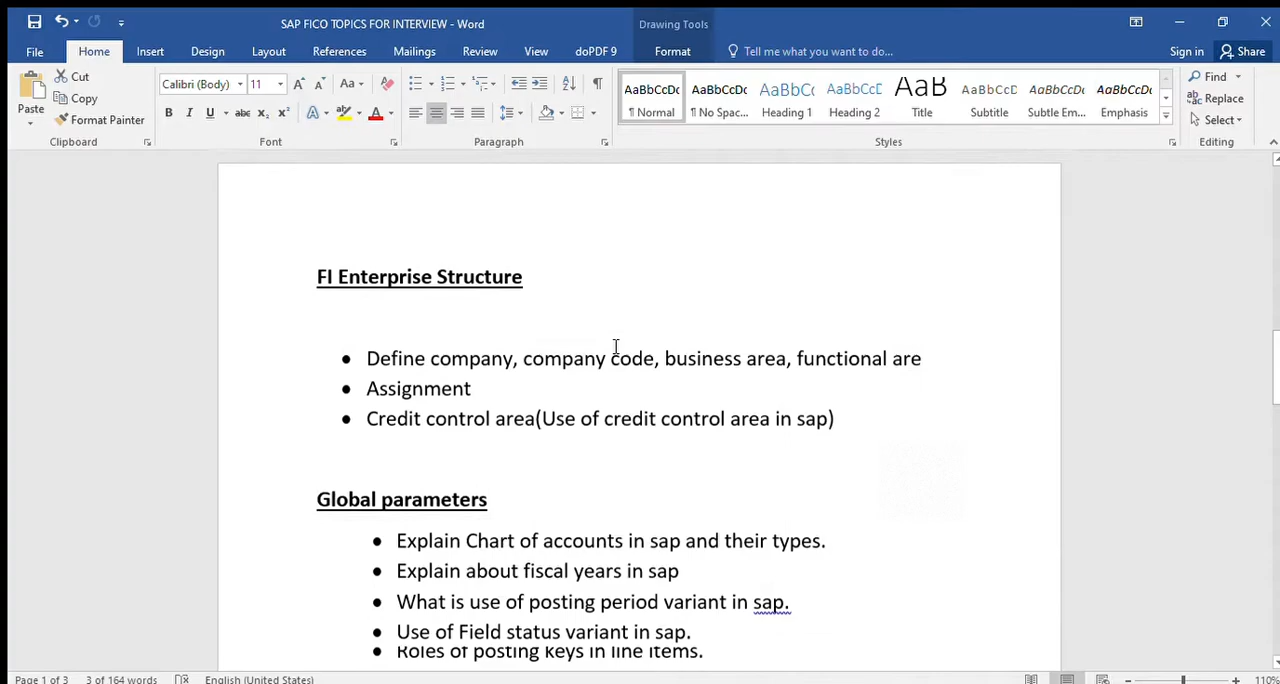 SAP FICO TOPICS FOR INTERVIEW - Word
Drawing Tools
File Home Insert Design Layout References Mailings Review View doPDF 9 Format Tell me what you want to do... Sign in Share
Paste
Cut
Copy
Format Painter
Calibri (Body) 11
Aa
B I U abc x₂ x² A A
AaBbCcDc
¶ Normal
AaBbCcDc
¶ No Spac...
AaBbCc
Heading 1
AaBbCcC
Heading 2
AaB
Title
AaBbCcD
Subtitle
AaBbCcDc
Subtle Em...
AaBbCcDc
Emphasis
Find
Replace
Select
Clipboard Font Paragraph Styles Editing
FI Enterprise Structure
• Define company, company code, business area, functional are
• Assignment
• Credit control area(Use of credit control area in sap)
Global parameters
• Explain Chart of accounts in sap and their types.
• Explain about fiscal years in sap
• What is use of posting period variant in sap.
• Use of Field status variant in sap.
• Roles of posting keys in line items.
Page 1 of 3 3 of 164 words English (United States) 110%